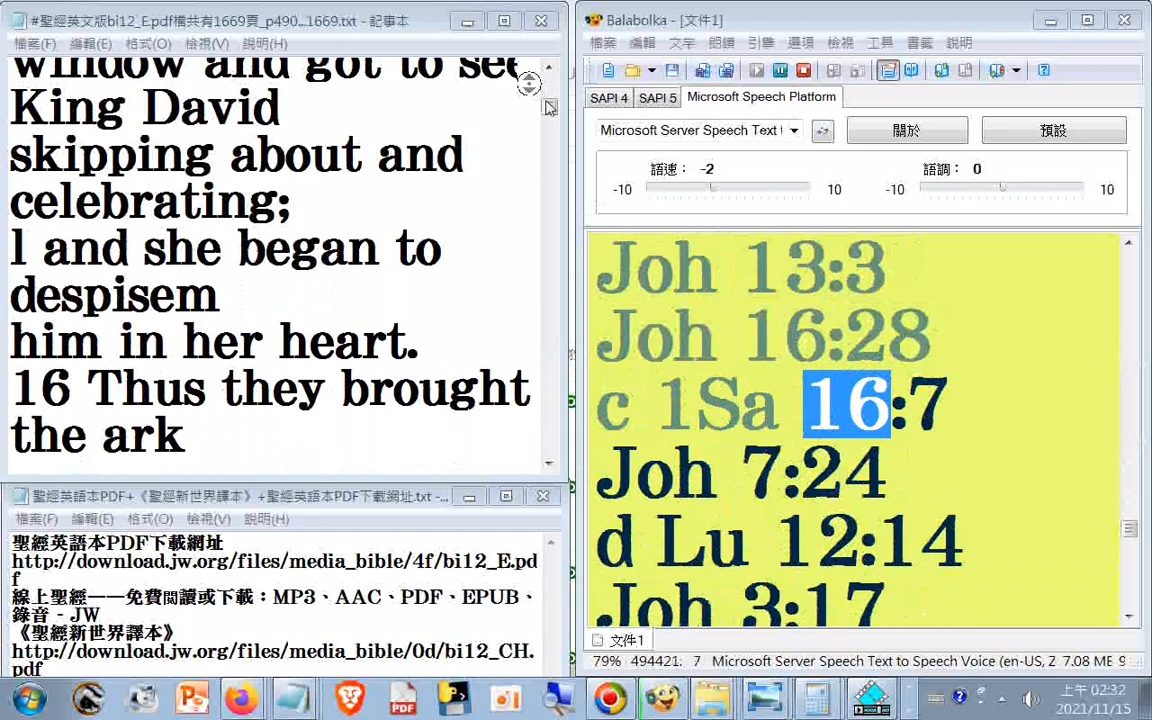 #聖經英文版bi12_E.pdf檔共有1669頁_p490...1669.txt - 記事本
檔案(F) 編輯(E) 格式(O) 檢視(V) 說明(H)
window and got to see
King David
skipping about and
celebrating;
l and she began to
despisem
him in her heart.
16 Thus they brought
the ark
聖經英語本PDF+《聖經新世界譯本》+聖經英語本PDF下載網址.txt -...
檔案(F) 編輯(E) 格式(O) 檢視(V) 說明(H)
聖經英語本PDF下載網址
http://download.jw.org/files/media_bible/4f/bi12_E.pd
f
線上聖經──免費閱讀或下載：MP3、AAC、PDF、EPUB、
錄音 - JW
《聖經新世界譯本》
http://download.jw.org/files/media_bible/0d/bi12_CH.
pdf
Balabolka - [文件1]
檔案 編輯 文字 朗讀 引擎 選項 檢視 工具 書籤 說明
SAPI 4 SAPI 5 Microsoft Speech Platform
Microsoft Server Speech Text 關於 預設
語速： -2 語調： 0
-10 10 -10 10
Joh 13:3
Joh 16:28
c 1Sa 16:7
Joh 7:24
d Lu 12:14
Joh 3:17
文件1
79% 494421: 7 Microsoft Server Speech Text to Speech Voice (en-US, Z 7.08 MB 9
PDF
上午 02:32
2021/11/15